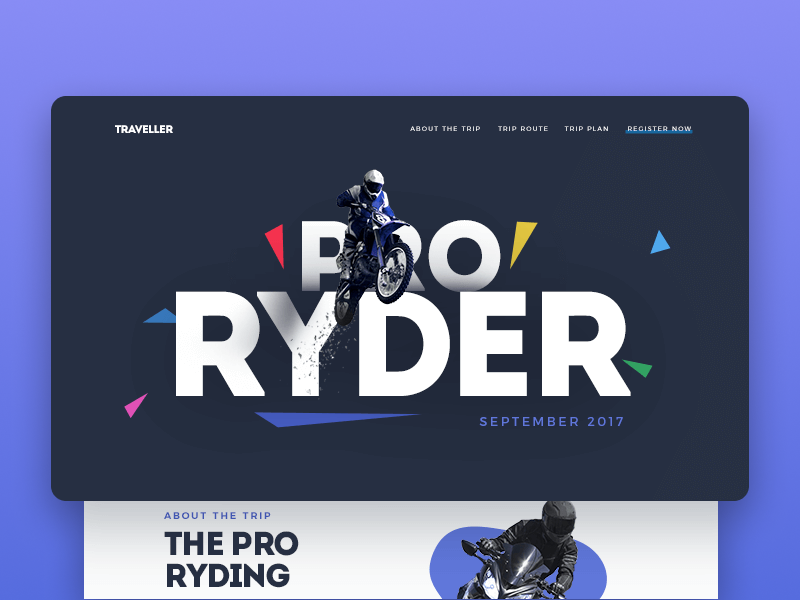 TRAVELLER
ABOUT THE TRIP
TRIP ROUTE
TRIP PLAN
REGISTER NOW
PRO
RYDER
SEPTEMBER 2017
ABOUT THE TRIP
THE PRO
RYDING